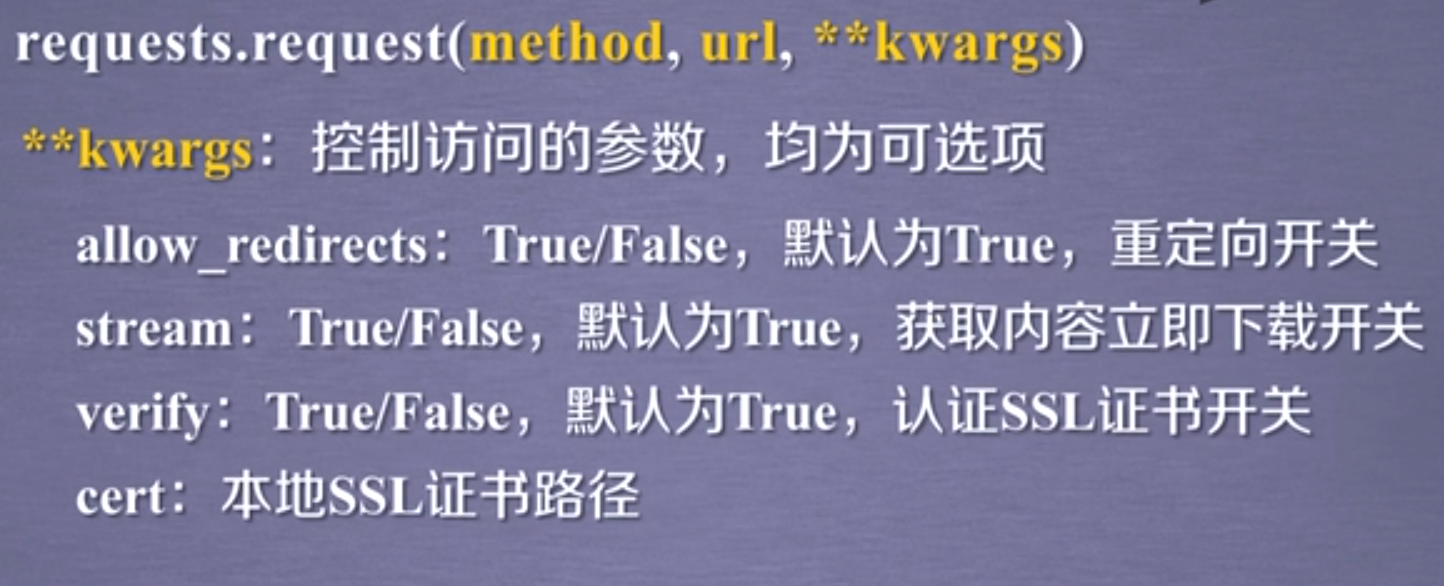 requests.request(method, url, **kwargs)
**kwargs：控制访问的参数，均为可选项
allow_redirects：True/False，默认为True，重定向开关
stream：True/False，默认为True，获取内容立即下载开关
verify：True/False，默认为True，认证SSL证书开关
cert：本地SSL证书路径